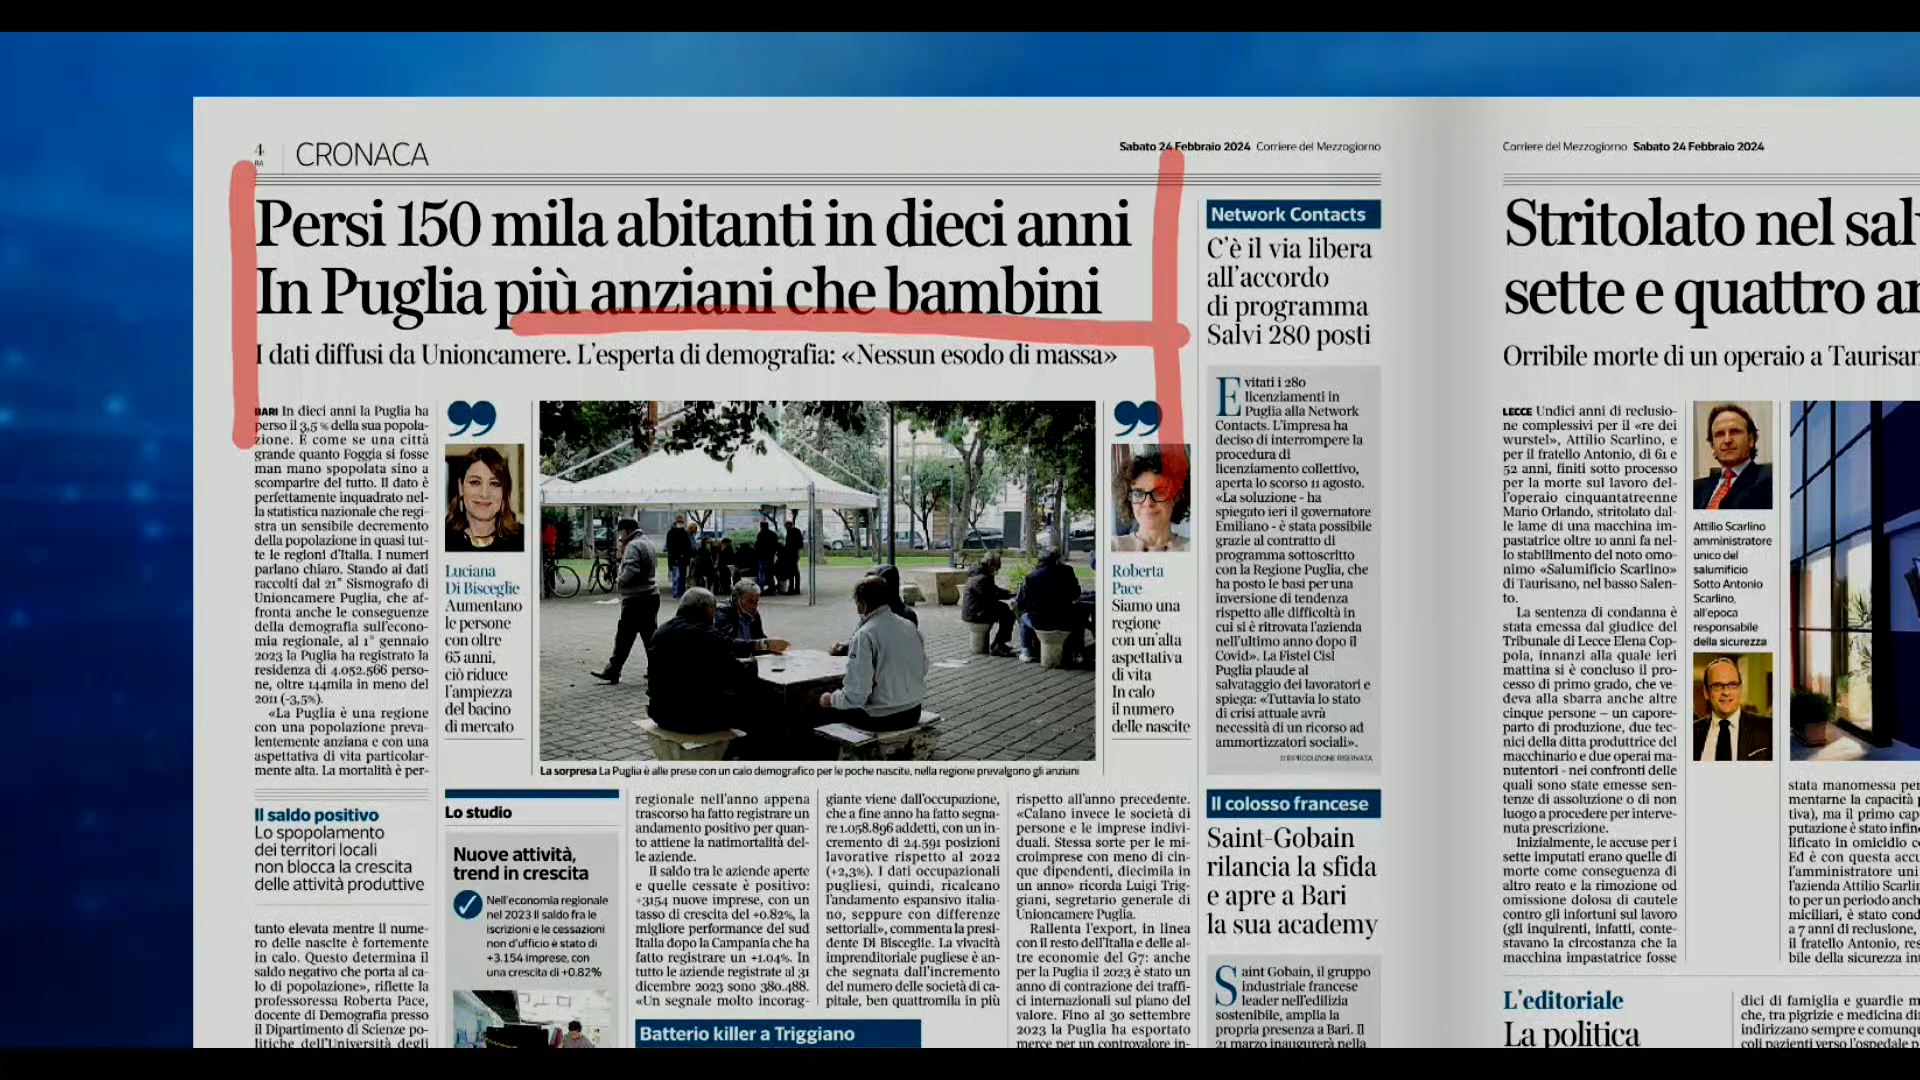 4
BA
CRONACA
Sabato 24 Febbraio 2024 Corriere del Mezzogiorno
Persi 150 mila abitanti in dieci anni
In Puglia più anziani che bambini
I dati diffusi da Unioncamere. L'esperta di demografia: «Nessun esodo di massa»
BARI In dieci anni la Puglia ha
perso il 3,5 % della sua popola-
zione. È come se una città
grande quanto Foggia si fosse
man mano spopolata sino a
scomparire del tutto. Il dato è
perfettamente inquadrato nel-
la statistica nazionale che regi-
stra un sensibile decremento
della popolazione in quasi tut-
te le regioni d'Italia. I numeri
parlano chiaro. Stando ai dati
raccolti dal 21° Sismografo di
Unioncamere Puglia, che af-
fronta anche le conseguenze
della demografia sull'econo-
mia regionale, al 1° gennaio
2023 la Puglia ha registrato la
residenza di 4.052.566 perso-
ne, oltre 144mila in meno del
2011 (-3,5%).
«La Puglia è una regione
con una popolazione preva-
lentemente anziana e con una
aspettativa di vita particolar-
mente alta. La mortalità è per-
Il saldo positivo
Lo spopolamento
dei territori locali
non blocca la crescita
delle attività produttive
tanto elevata mentre il nume-
ro delle nascite è fortemente
in calo. Questo determina il
saldo negativo che porta al ca-
lo di popolazione», riflette la
professoressa Roberta Pace,
docente di Demografia presso
il Dipartimento di Scienze po-
litiche dell'Università degli
Luciana
Di Bisceglie
Aumentano
le persone
con oltre
65 anni,
ciò riduce
l'ampiezza
del bacino
di mercato
Roberta
Pace
Siamo una
regione
con un'alta
aspettativa
di vita
In calo
il numero
delle nascite
La sorpresa La Puglia è alle prese con un calo demografico per le poche nascite, nella regione prevalgono gli anziani
Lo studio
Nuove attività,
trend in crescita
Nell'economia regionale
nel 2023 il saldo fra le
iscrizioni e le cessazioni
non d'ufficio è stato di
+3.154 imprese, con
una crescita di +0.82%
regionale nell'anno appena
trascorso ha fatto registrare un
andamento positivo per quan-
to attiene la natimortalità del-
le aziende.
Il saldo tra le aziende aperte
e quelle cessate è positivo:
+3154 nuove imprese, con un
tasso di crescita del +0.82%, la
migliore performance del sud
Italia dopo la Campania che ha
fatto registrare un +1.04%. In
tutto le aziende registrate al 31
dicembre 2023 sono 380.488.
«Un segnale molto incorag-
giante viene dall'occupazione,
che a fine anno ha fatto segna-
re 1.058.896 addetti, con un in-
cremento di 24.591 posizioni
lavorative rispetto al 2022
(+2,3%). I dati occupazionali
pugliesi, quindi, ricalcano
l'andamento espansivo italia-
no, seppure con differenze
settoriali», commenta la presi-
dente Di Bisceglie. La vivacità
imprenditoriale pugliese è an-
che segnata dall'incremento
del numero delle società di ca-
pitale, ben quattromila in più
rispetto all'anno precedente.
«Calano invece le società di
persone e le imprese indivi-
duali. Stessa sorte per le mi-
croimprese con meno di cin-
que dipendenti, diecimila in
un anno» ricorda Luigi Trig-
giani, segretario generale di
Unioncamere Puglia.
Rallenta l'export, in linea
con il resto dell'Italia e delle al-
tre economie del G7: anche
per la Puglia il 2023 è stato un
anno di contrazione dei traffi-
ci internazionali sul piano del
valore. Fino al 30 settembre
2023 la Puglia ha esportato
merce per un controvalore in-
Batterio killer a Triggiano
Network Contacts
C'è il via libera
all'accordo
di programma
Salvi 280 posti
Evitati i 280
licenziamenti in
Puglia alla Network
Contacts. L'impresa ha
deciso di interrompere la
procedura di
licenziamento collettivo,
aperta lo scorso 11 agosto.
«La soluzione - ha
spiegato ieri il governatore
Emiliano - è stata possibile
grazie al contratto di
programma sottoscritto
con la Regione Puglia, che
ha posto le basi per una
inversione di tendenza
rispetto alle difficoltà in
cui si è ritrovata l'azienda
nell'ultimo anno dopo il
Covid». La Fistel Cisl
Puglia plaude al
salvataggio dei lavoratori e
spiega: «Tuttavia lo stato
di crisi attuale avrà
necessità di un ricorso ad
ammortizzatori sociali».
© RIPRODUZIONE RISERVATA
Il colosso francese
Saint-Gobain
rilancia la sfida
e apre a Bari
la sua academy
Saint Gobain, il gruppo
industriale francese
leader nell'edilizia
sostenibile, amplia la
propria presenza a Bari. Il
21 marzo inaugurerà nella
Corriere del Mezzogiorno Sabato 24 Febbraio 2024
Stritolato nel sal
sette e quattro an
Orribile morte di un operaio a Taurisan
LECCE Undici anni di reclusio-
ne complessivi per il «re dei
wurstel», Attilio Scarlino, e
per il fratello Antonio, di 61 e
52 anni, finiti sotto processo
per la morte sul lavoro del-
l'operaio cinquantatreenne
Mario Orlando, stritolato dal-
le lame di una macchina im-
pastatrice oltre 10 anni fa nel-
lo stabilimento del noto omo-
nimo «Salumificio Scarlino»
di Taurisano, nel basso Salen-
to.
La sentenza di condanna è
stata emessa dal giudice del
Tribunale di Lecce Elena Cop-
pola, innanzi alla quale ieri
mattina si è concluso il pro-
cesso di primo grado, che ve-
deva alla sbarra anche altre
cinque persone – un capore-
parto di produzione, due tec-
nici della ditta produttrice del
macchinario e due operai ma-
nutentori - nei confronti delle
quali sono state emesse sen-
tenze di assoluzione o di non
luogo a procedere per interve-
nuta prescrizione.
Inizialmente, le accuse per i
sette imputati erano quelle di
morte come conseguenza di
altro reato e la rimozione od
omissione dolosa di cautele
contro gli infortuni sul lavoro
(gli inquirenti, infatti, conte-
stavano la circostanza che la
macchina impastatrice fosse
Attilio Scarlino
amministratore
unico del
salumificio
Sotto Antonio
Scarlino,
all'epoca
responsabile
della sicurezza
stata manomessa per
mentarne la capacità
tiva), ma il primo cap
putazione è stato infine
lificato in omicidio co
Ed è con questa accu
l'amministratore uni
l'azienda Attilio Scarlin
to per un periodo anch
miciliari, è stato cond
a 7 anni di reclusione,
il fratello Antonio, res
bile della sicurezza int
L'editoriale
La politica
dici di famiglia e guardie m
che, tra pigrizie e medicina di
indirizzano sempre e comunqu
coli pazienti verso l'ospedale p